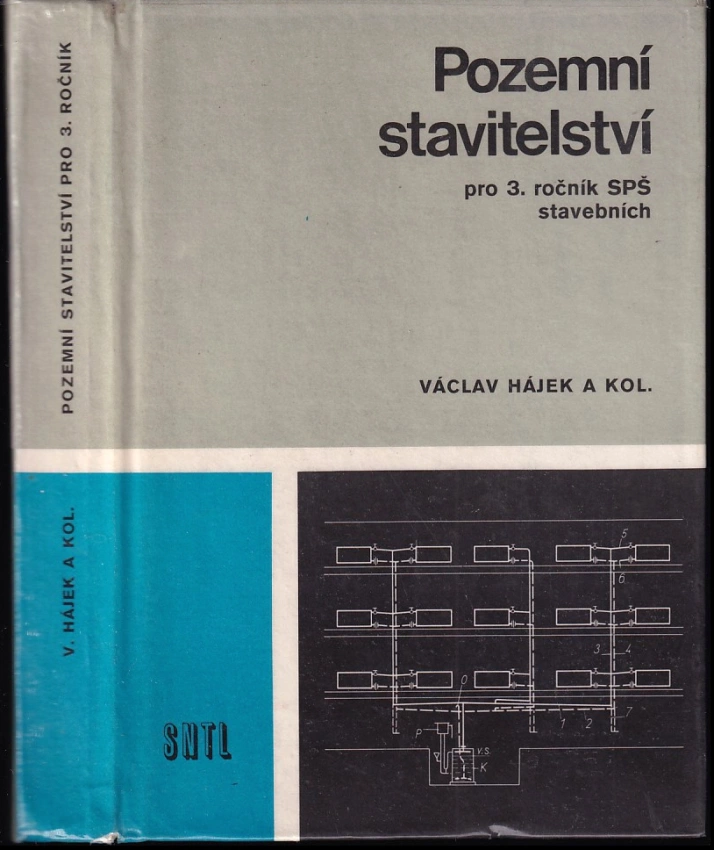 POZEMNÍ STAVITELSTVÍ PRO 3. ROČNÍK
V. HÁJEK A KOL.
Pozemní
stavitelství
pro 3. ročník SPŠ
stavebních
VÁCLAV HÁJEK A KOL.
SNTL
5
6
3 4
O
7
1 2
P
v.s.
K